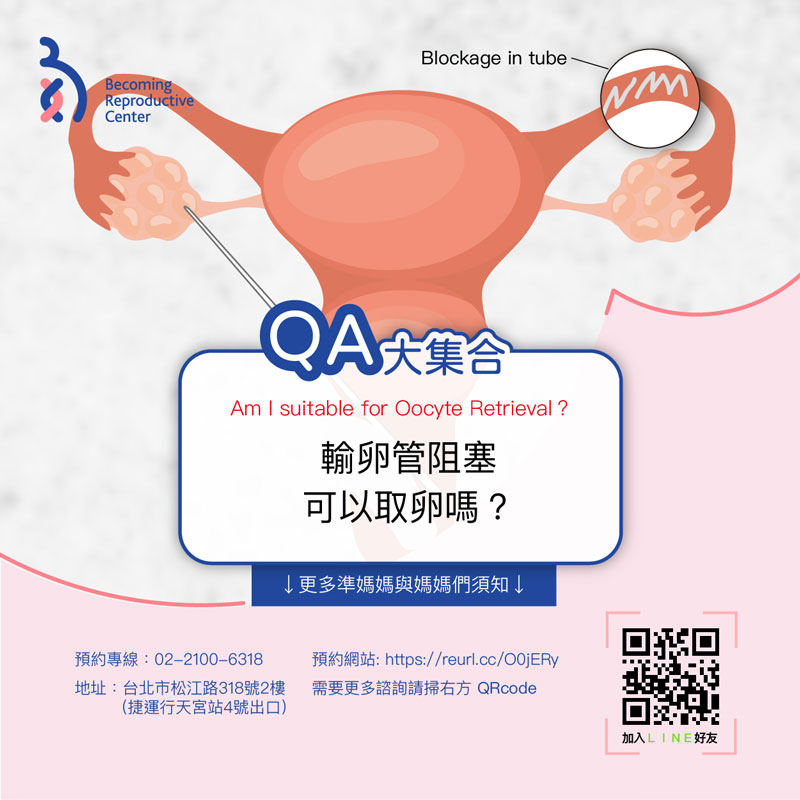 Blockage in tube
Becoming
Reproductive
Center
QA大集合
Am I suitable for Oocyte Retrieval?
輸卵管阻塞
可以取卵嗎？
↓更多準媽媽與媽媽們須知↓
預約專線：02-2100-6318
地址：台北市松江路318號2樓
(捷運行天宮站4號出口)
預約網站: https://reurl.cc/O0jERy
需要更多諮詢請掃右方 QRcode
加入LINE好友